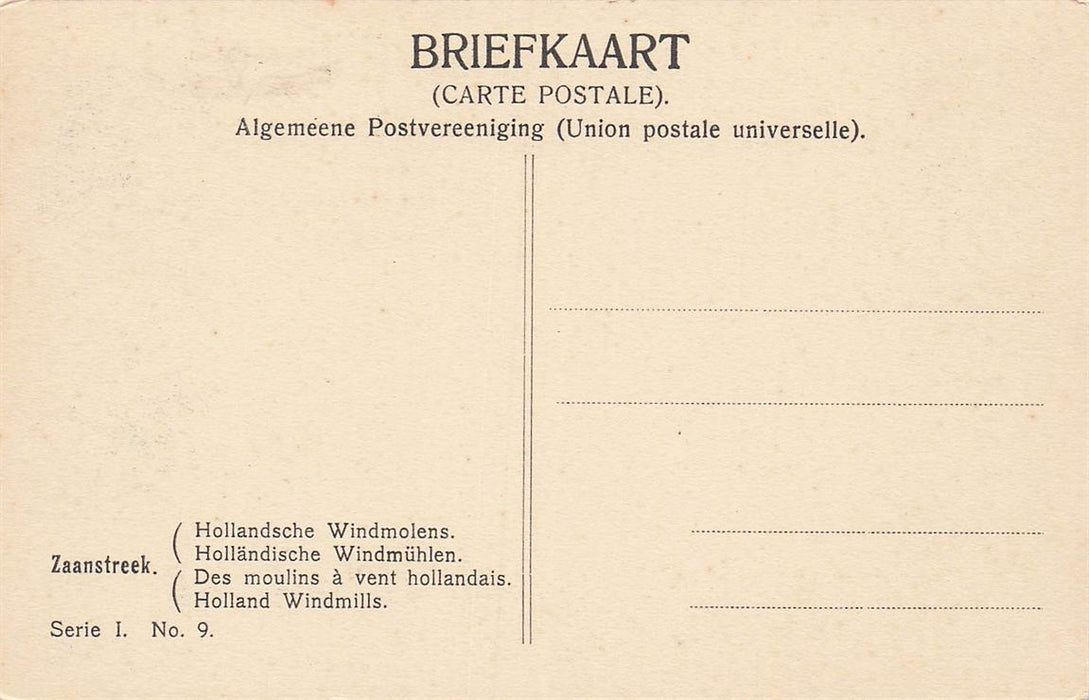 BRIEFKAART
(CARTE POSTALE).
Algemeene Postvereeniging (Union postale universelle).
Zaanstreek.
Hollandsche Windmolens.
Holländische Windmühlen.
Des moulins à vent hollandais.
Holland Windmills.
Serie I. No. 9.